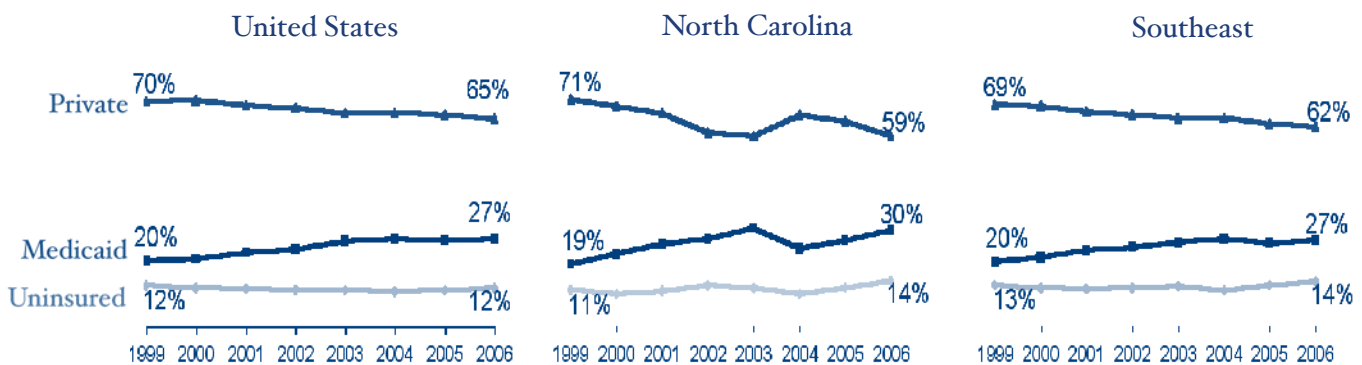 United States North Carolina Southeast
Private 70% 65% 71% 59% 69% 62%
Medicaid 20% 27% 19% 30% 20% 27%
Uninsured 12% 12% 11% 14% 13% 14%
1999 2000 2001 2002 2003 2004 2005 2006 1999 2000 2001 2002 2003 2004 2005 2006 1999 2000 2001 2002 2003 2004 2005 2006